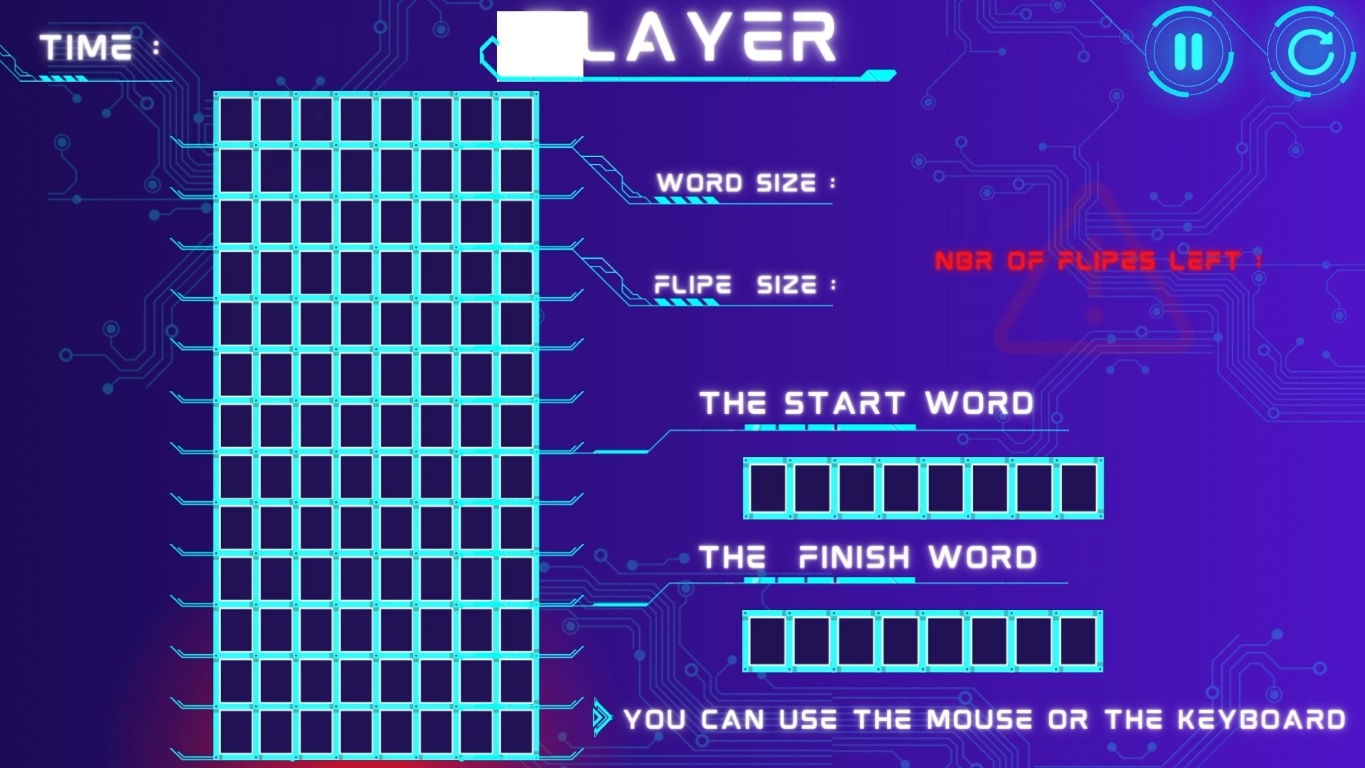 TIME :
LAYER
WORD SIZE :
FLIPE SIZE :
NBR OF FLIPES LEFT :
THE START WORD
THE FINISH WORD
YOU CAN USE THE MOUSE OR THE KEYBOARD